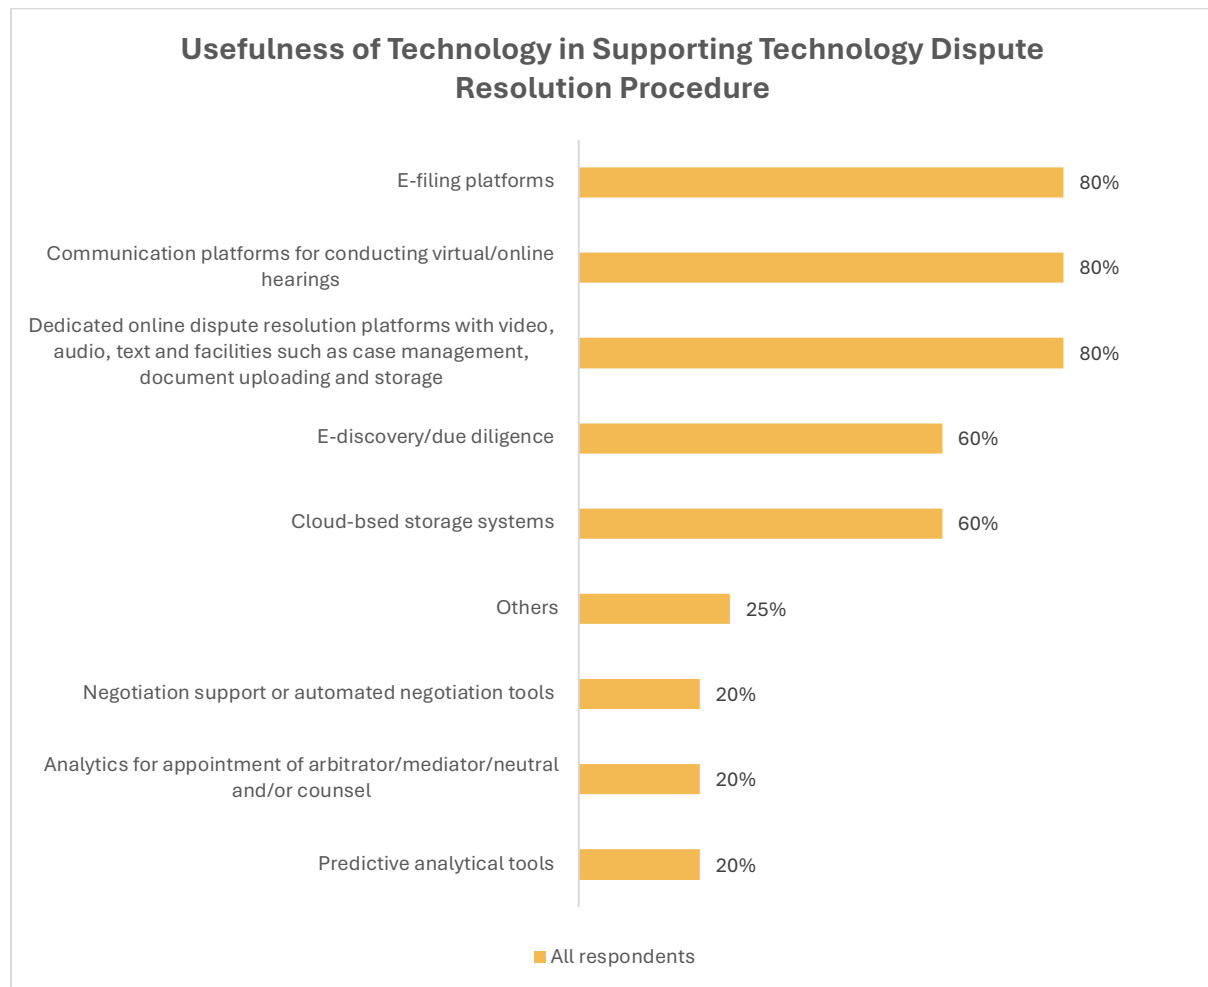 Usefulness of Technology in Supporting Technology Dispute
Resolution Procedure
E-filing platforms
80%
Communication platforms for conducting virtual/online
hearings
80%
Dedicated online dispute resolution platforms with video,
audio, text and facilities such as case management,
document uploading and storage
80%
E-discovery/due diligence
60%
Cloud-bsed storage systems
60%
Others
25%
Negotiation support or automated negotiation tools
20%
Analytics for appointment of arbitrator/mediator/neutral
and/or counsel
20%
Predictive analytical tools
20%
All respondents